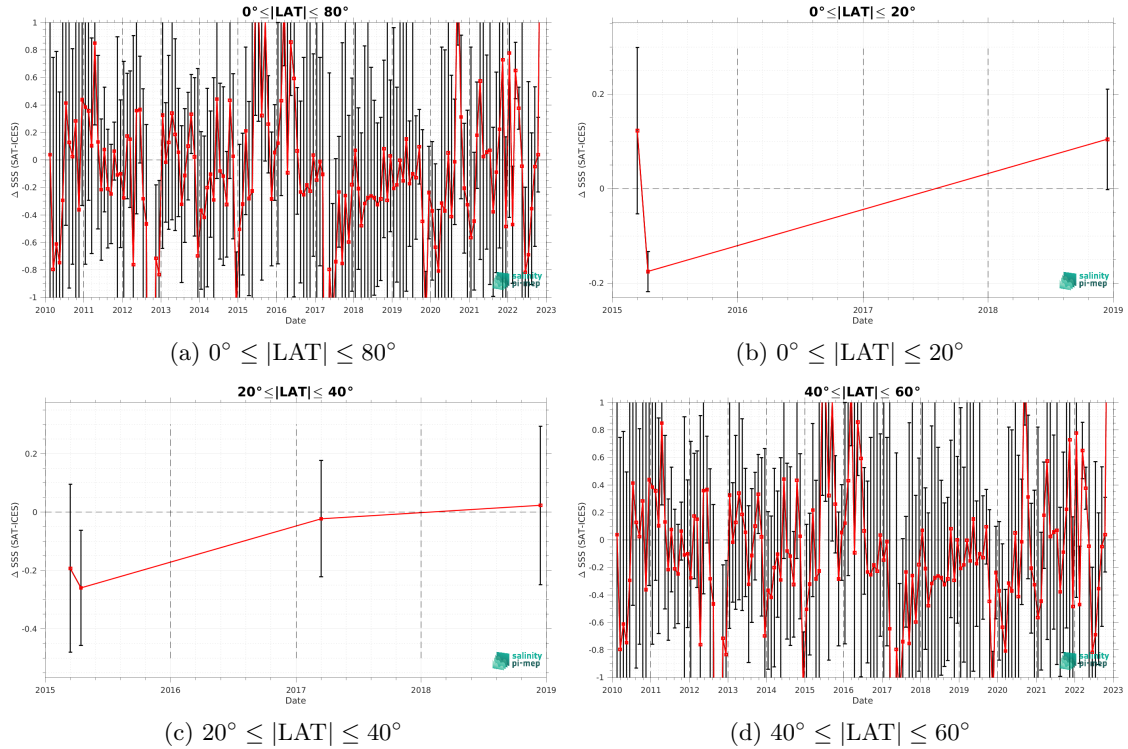 0°≤|LAT|≤ 80°
1
0.8
0.6
0.4
0.2
0
-0.2
-0.4
-0.6
-0.8
-1
Δ SSS (SAT-ICES)
2010 2011 2012 2013 2014 2015 2016 2017 2018 2019 2020 2021 2022 2023
Date
salinity
pi-mep
(a) 0° ≤ |LAT| ≤ 80°
0°≤|LAT|≤ 20°
0.2
0
-0.2
Δ SSS (SAT-ICES)
2015 2016 2017 2018 2019
Date
salinity
pi-mep
(b) 0° ≤ |LAT| ≤ 20°
20°≤|LAT|≤ 40°
0.2
0
-0.2
-0.4
Δ SSS (SAT-ICES)
2015 2016 2017 2018 2019
Date
salinity
pi-mep
(c) 20° ≤ |LAT| ≤ 40°
40°≤|LAT|≤ 60°
1
0.8
0.6
0.4
0.2
0
-0.2
-0.4
-0.6
-0.8
-1
Δ SSS (SAT-ICES)
2010 2011 2012 2013 2014 2015 2016 2017 2018 2019 2020 2021 2022 2023
Date
salinity
pi-mep
(d) 40° ≤ |LAT| ≤ 60°